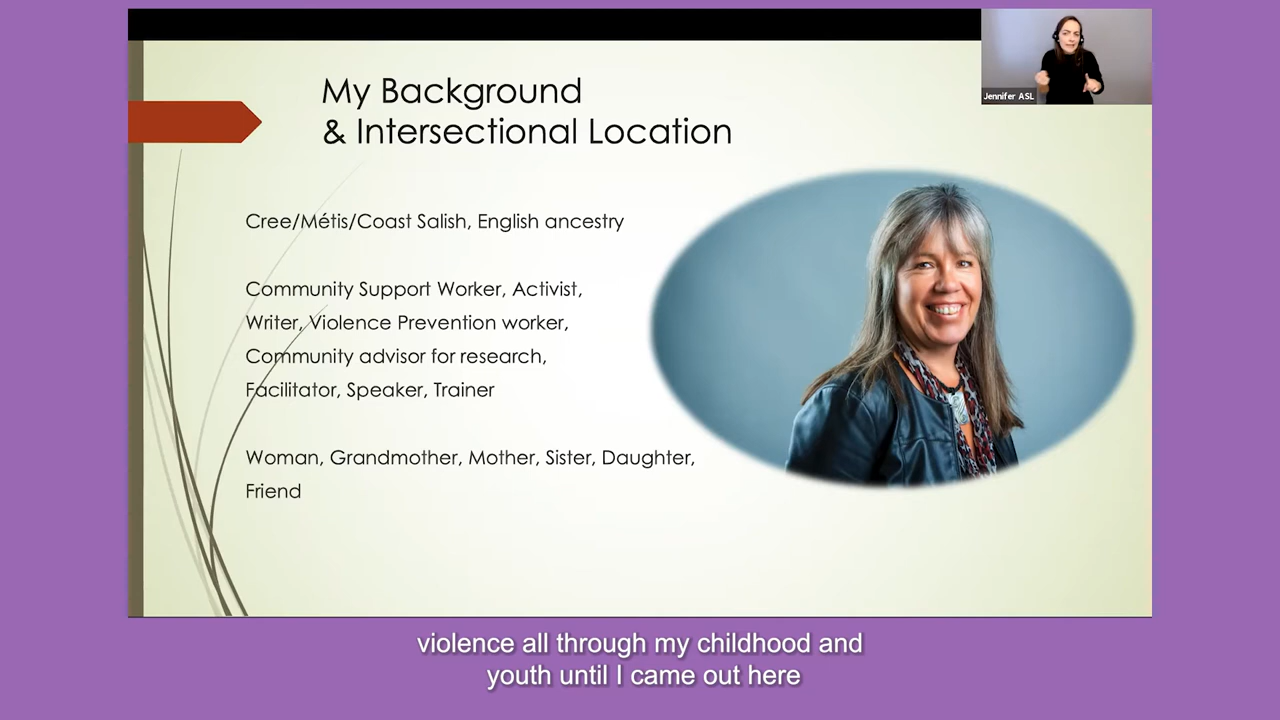 My Background
& Intersectional Location
Jennifer ASL
Cree/Métis/Coast Salish, English ancestry
Community Support Worker, Activist,
Writer, Violence Prevention worker,
Community advisor for research,
Facilitator, Speaker, Trainer
Woman, Grandmother, Mother, Sister, Daughter,
Friend
violence all through my childhood and
youth until I came out here